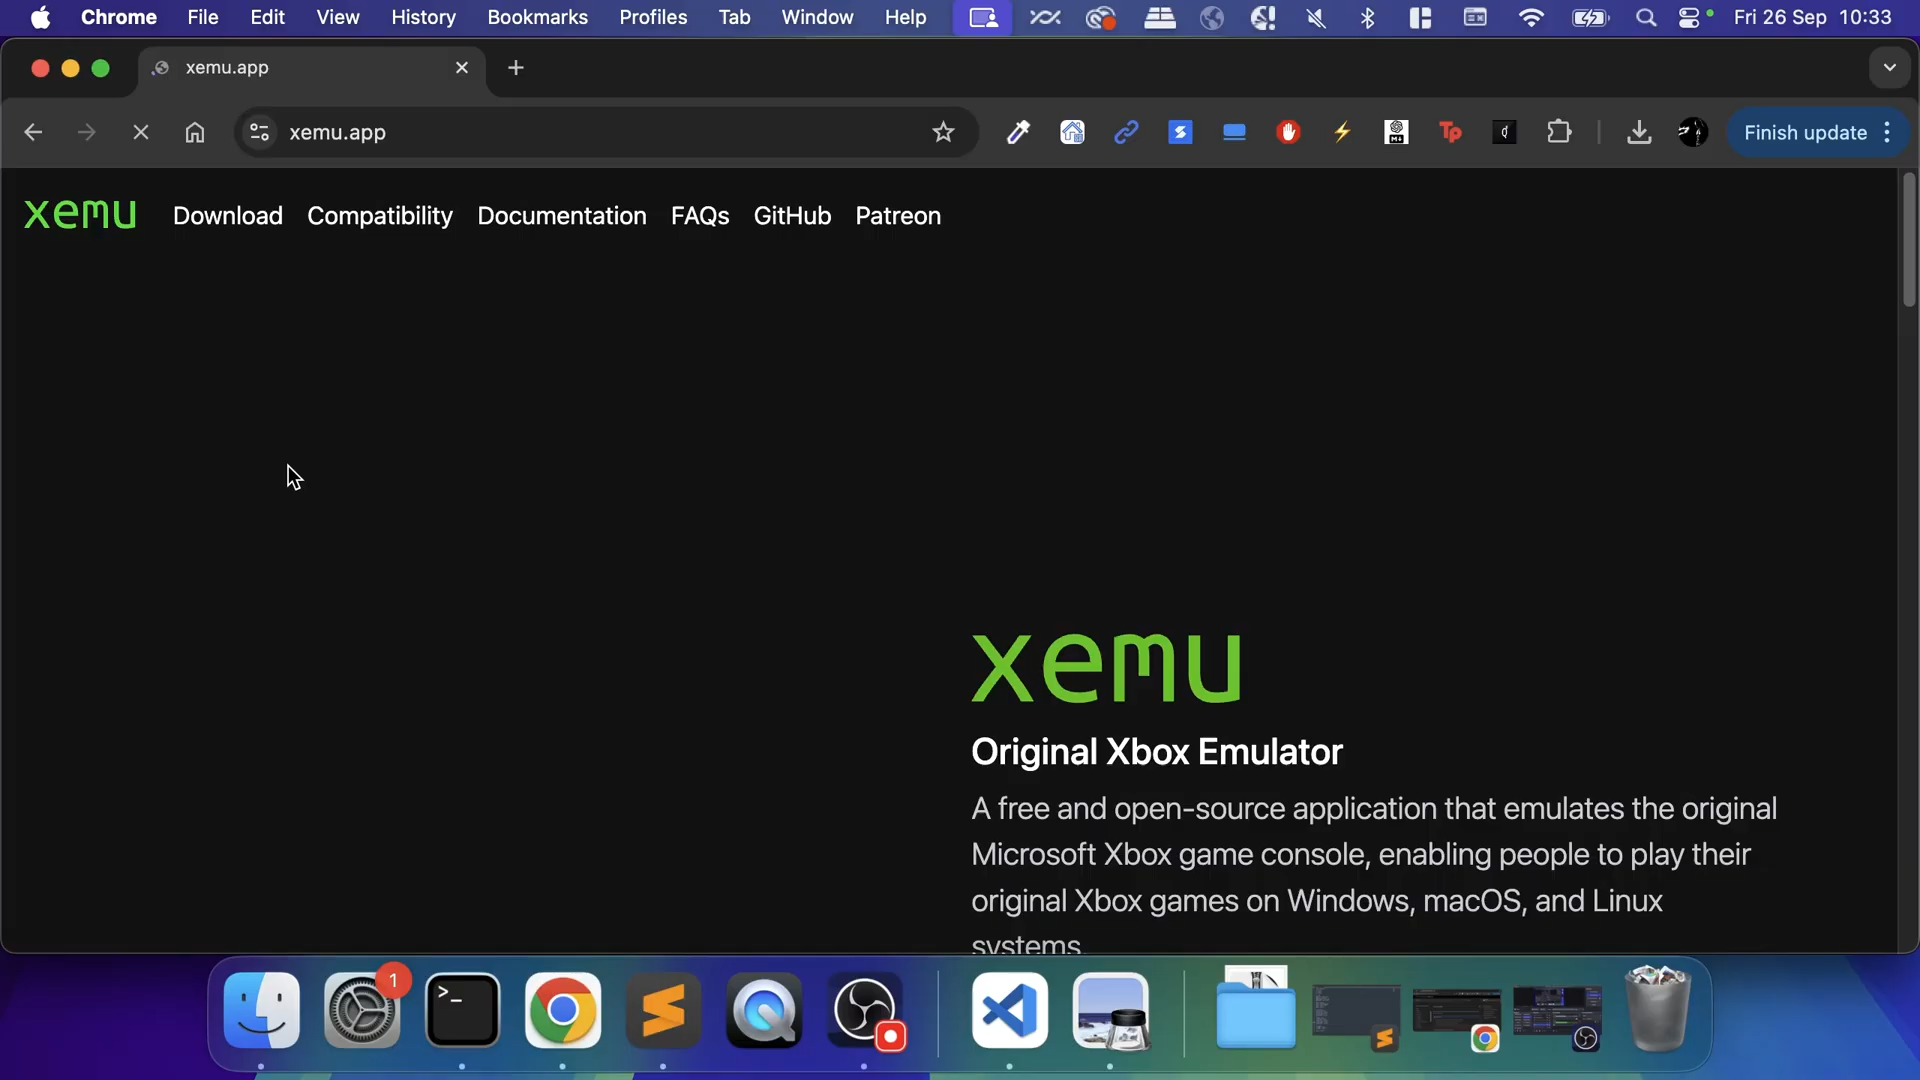 Chrome File Edit View History Bookmarks Profiles Tab Window Help Fri 26 Sep 10:33
xemu.app
xemu.app Finish update
xemu Download Compatibility Documentation FAQs GitHub Patreon
xemu
Original Xbox Emulator
A free and open-source application that emulates the original
Microsoft Xbox game console, enabling people to play their
original Xbox games on Windows, macOS, and Linux
systems.
1